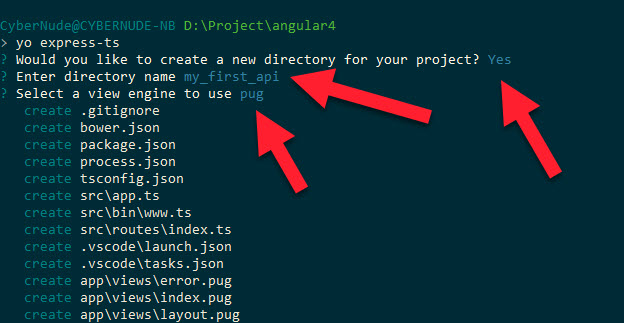 CyberNude@CYBERNUDE-NB D:\Project\angular4
> yo express-ts
? Would you like to create a new directory for your project? Yes
? Enter directory name my_first_api
? Select a view engine to use pug
create .gitignore
create bower.json
create package.json
create process.json
create tsconfig.json
create src\app.ts
create src\bin\www.ts
create src\routes\index.ts
create .vscode\launch.json
create .vscode\tasks.json
create app\views\error.pug
create app\views\index.pug
create app\views\layout.pug